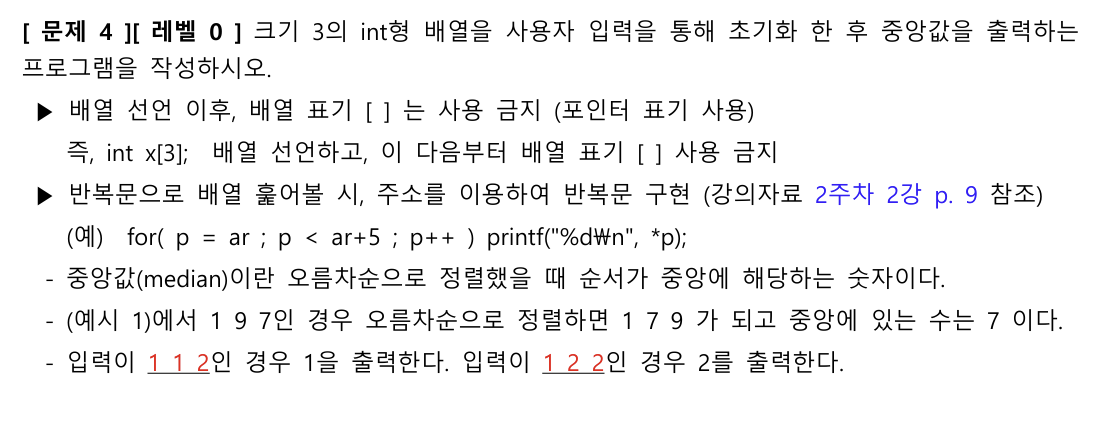 [ 문제 4 ][ 레벨 0 ] 크기 3의 int형 배열을 사용자 입력을 통해 초기화 한 후 중앙값을 출력하는
프로그램을 작성하시오.
▶ 배열 선언 이후, 배열 표기 [ ] 는 사용 금지 (포인터 표기 사용)
즉, int x[3]; 배열 선언하고, 이 다음부터 배열 표기 [ ] 사용 금지
▶ 반복문으로 배열 훑어볼 시, 주소를 이용하여 반복문 구현 (강의자료 2주차 2강 p. 9 참조)
(예) for( p = ar ; p < ar+5 ; p++ ) printf("%d₩n", *p);
- 중앙값(median)이란 오름차순으로 정렬했을 때 순서가 중앙에 해당하는 숫자이다.
- (예시 1)에서 1 9 7인 경우 오름차순으로 정렬하면 1 7 9 가 되고 중앙에 있는 수는 7 이다.
- 입력이 1 1 2인 경우 1을 출력한다. 입력이 1 2 2인 경우 2를 출력한다.